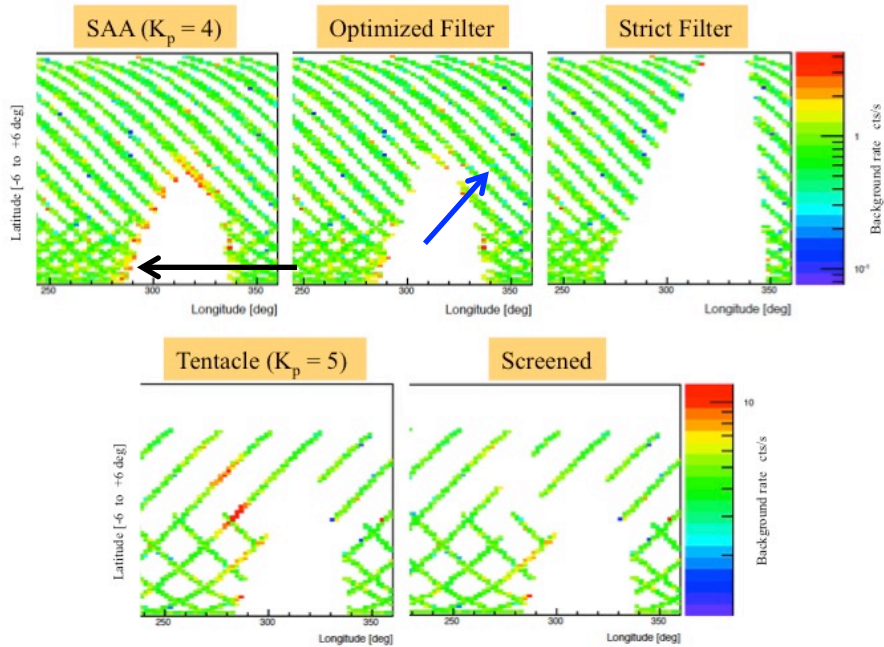 SAA (Kp = 4)
Optimized Filter
Strict Filter
Latitude [-6 to +6 deg]
250
300
350
Longitude [deg]
250
300
350
Longitude [deg]
250
300
350
Longitude [deg]
1
10-1
Background rate cts/s
Tentacle (Kp = 5)
Screened
Latitude [-6 to +6 deg]
250
300
350
Longitude [deg]
250
300
350
Longitude [deg]
10
Background rate cts/s